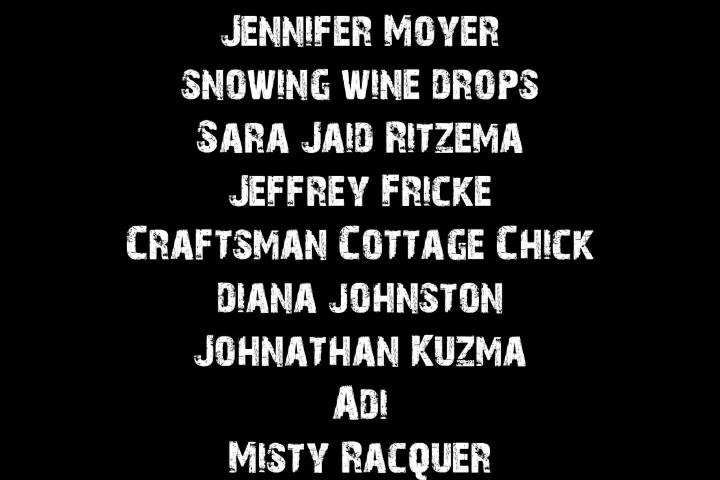 Jennifer Moyer
snowing wine drops
Sara Jaid Ritzema
Jeffrey Fricke
Craftsman Cottage Chick
diana johnston
Johnathan Kuzma
Adi
Misty Racquer